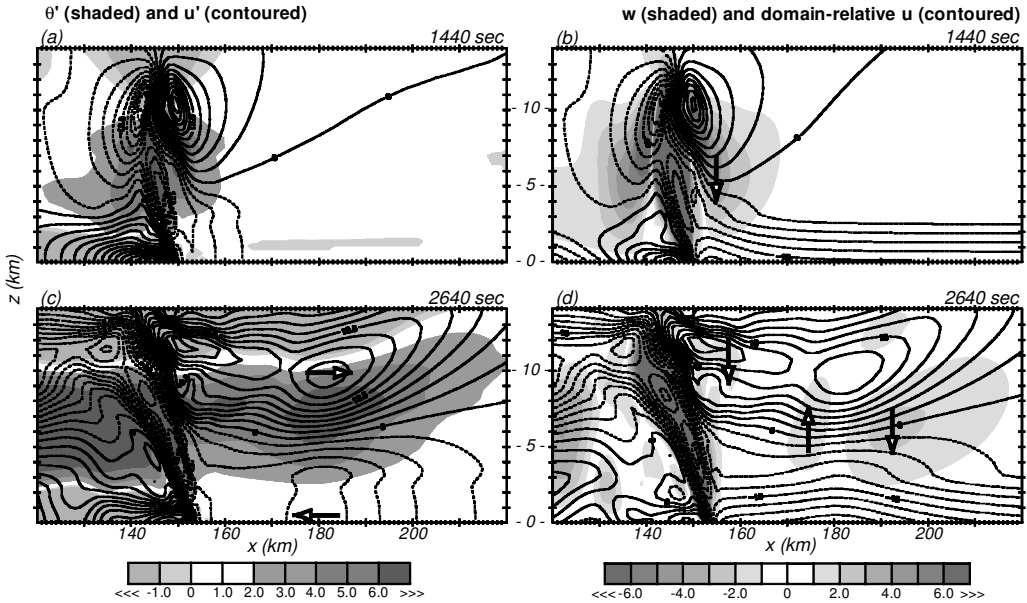 θ' (shaded) and u' (contoured)
w (shaded) and domain-relative u (contoured)
(a)
1440 sec
(b)
1440 sec
- 10 -
- 5 -
- 0 -
z (km)
(c)
2640 sec
(d)
2640 sec
- 10 -
- 5 -
- 0 -
140 160 180 200
140 160 180 200
x (km)
x (km)
<<< -1.0 0 1.0 2.0 3.0 4.0 5.0 6.0 >>>
<<< -6.0 -4.0 -2.0 0 2.0 4.0 6.0 >>>